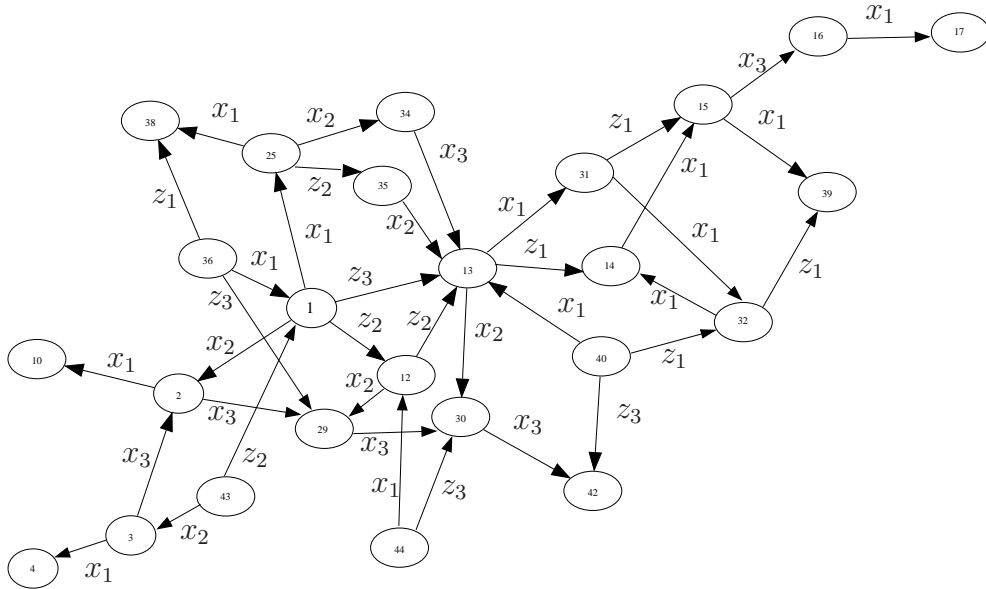 x₁
16
17
x₃
15
x₁
38
x₁
x₂
34
z₁
25
x₃
x₁
z₂
35
31
39
z₁
x₂
x₁
x₁
36
x₁
z₁
13
14
z₃
z₃
z₁
x₁
x₁
1
z₂
z₂
x₂
x₁
32
x₂
40
z₁
10
x₁
12
x₂
2
x₃
z₃
29
30
x₃
x₃
x₃
z₂
x₁
z₃
42
43
x₂
3
44
4
x₁